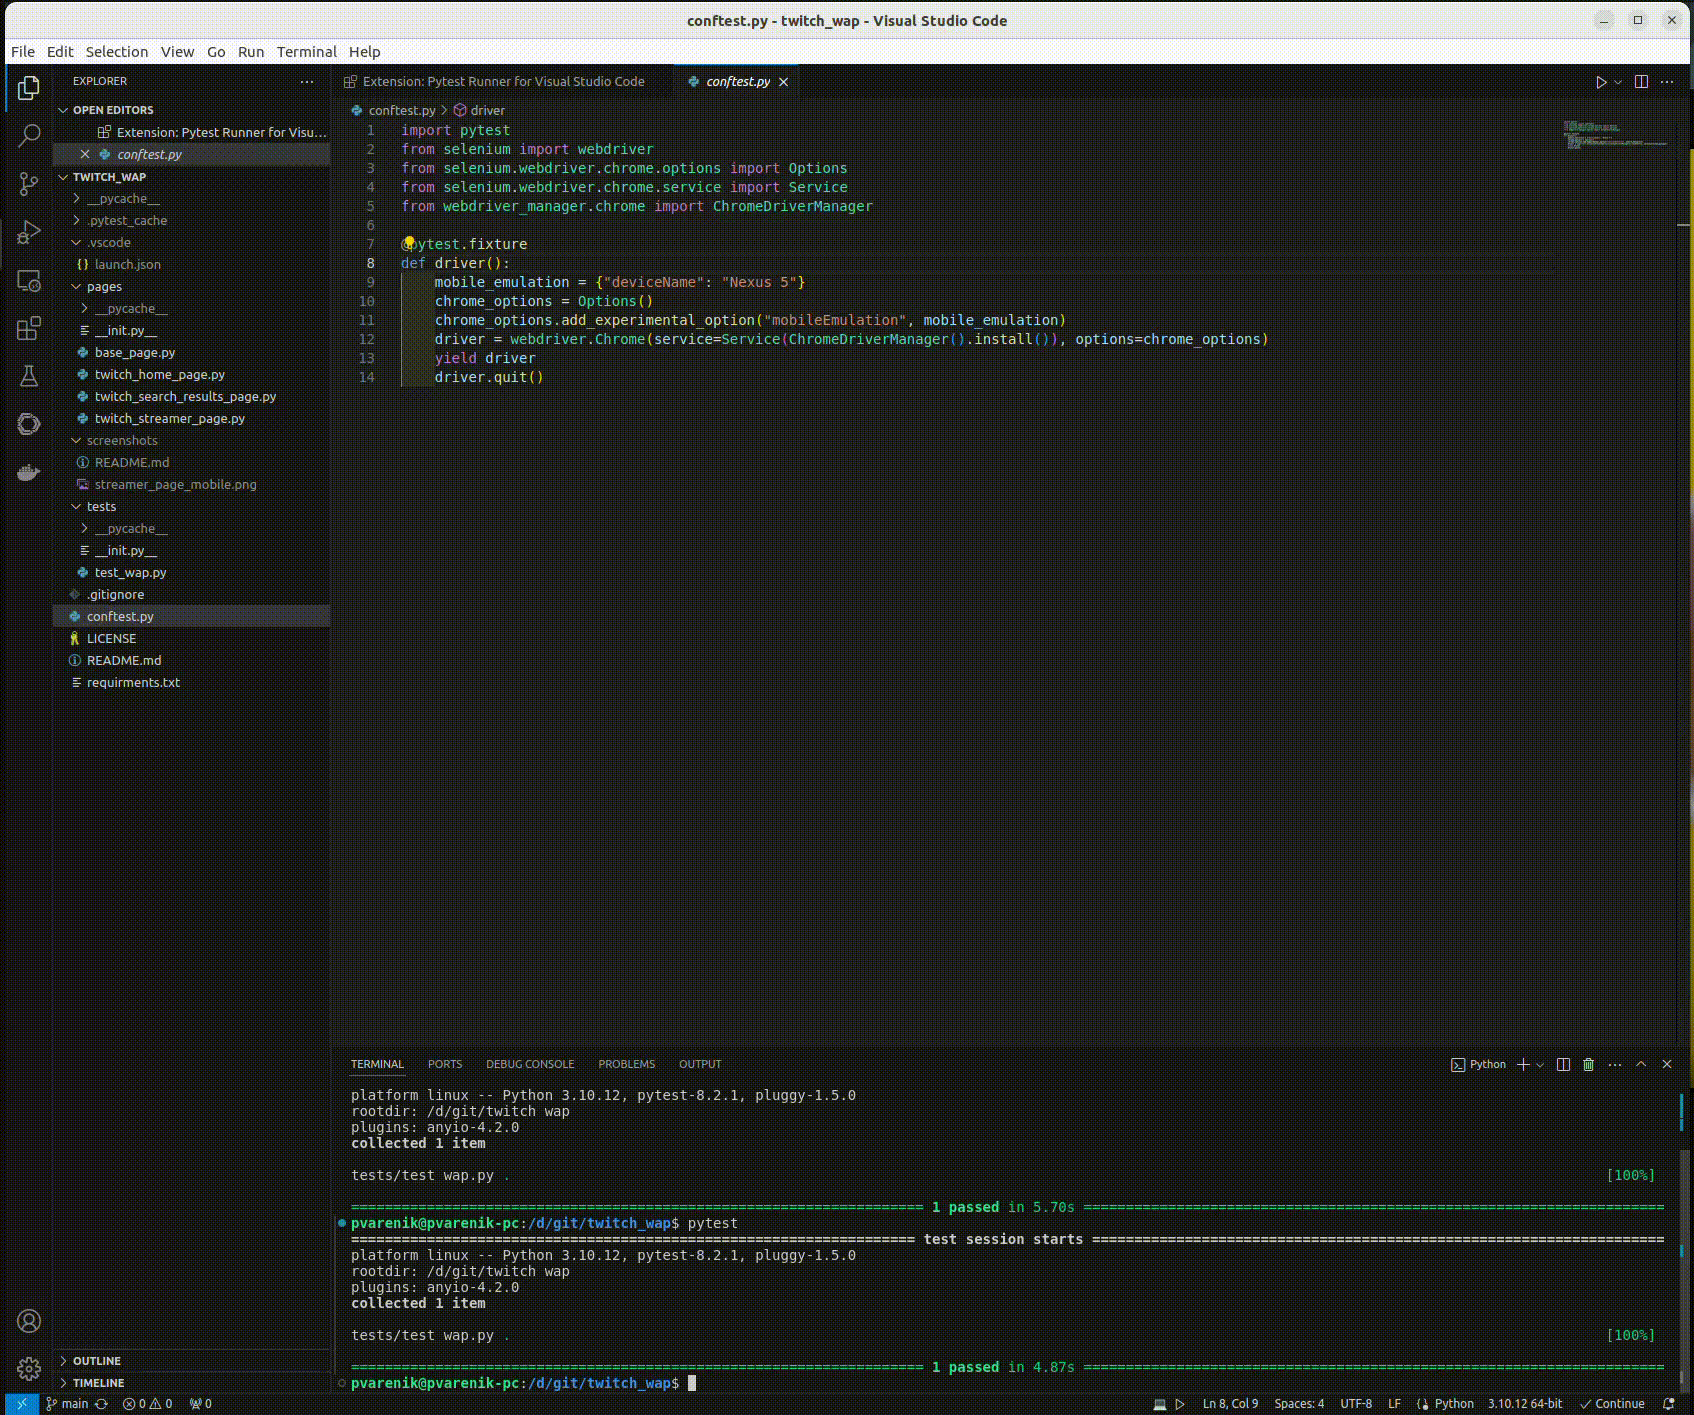 conftest.py - twitch_wap - Visual Studio Code
File Edit Selection View Go Run Terminal Help
EXPLORER
OPEN EDITORS
Extension: Pytest Runner for Visu...
conftest.py
TWITCH_WAP
__pycache__
.pytest_cache
.vscode
launch.json
pages
__pycache__
__init.py__
base_page.py
twitch_home_page.py
twitch_search_results_page.py
twitch_streamer_page.py
screenshots
README.md
streamer_page_mobile.png
tests
__pycache__
__init.py__
test_wap.py
.gitignore
conftest.py
LICENSE
README.md
requirments.txt
OUTLINE
TIMELINE
Extension: Pytest Runner for Visual Studio Code conftest.py
conftest.py > driver
1 import pytest
2 from selenium import webdriver
3 from selenium.webdriver.chrome.options import Options
4 from selenium.webdriver.chrome.service import Service
5 from webdriver_manager.chrome import ChromeDriverManager
6
7 @pytest.fixture
8 def driver():
9 mobile_emulation = {"deviceName": "Nexus 5"}
10 chrome_options = Options()
11 chrome_options.add_experimental_option("mobileEmulation", mobile_emulation)
12 driver = webdriver.Chrome(service=Service(ChromeDriverManager().install()), options=chrome_options)
13 yield driver
14 driver.quit()
TERMINAL PORTS DEBUG CONSOLE PROBLEMS OUTPUT Python
platform linux -- Python 3.10.12, pytest-8.2.1, pluggy-1.5.0
rootdir: /d/git/twitch wap
plugins: anyio-4.2.0
collected 1 item
tests/test wap.py . [100%]
==================== 1 passed in 5.70s ====================
pvarenik@pvarenik-pc:/d/git/twitch_wap$ pytest
==================== test session starts ====================
platform linux -- Python 3.10.12, pytest-8.2.1, pluggy-1.5.0
rootdir: /d/git/twitch wap
plugins: anyio-4.2.0
collected 1 item
tests/test wap.py . [100%]
==================== 1 passed in 4.87s ====================
pvarenik@pvarenik-pc:/d/git/twitch_wap$
main 0 0 0 Ln 8, Col 9 Spaces: 4 UTF-8 LF Python 3.10.12 64-bit Continue